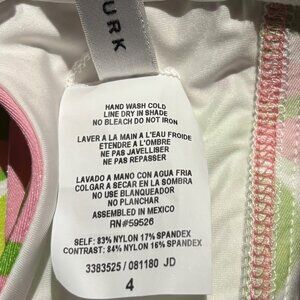 URK
HAND WASH COLD
LINE DRY IN SHADE
NO BLEACH DO NOT IRON
LAVER A LA MAIN A L'EAU FROIDE
ETENDRE A L'OMBRE
NE PAS JAVELLISER
NE PAS REPASSER
LAVADO A MANO CON AGUA FRIA
COLGAR A SECAR EN LA SOMBRA
NO USE BLANQUEADOR
NO PLANCHAR
ASSEMBLED IN MEXICO
RN#59526
SELF: 83% NYLON 17% SPANDEX
CONTRAST: 84% NYLON 16% SPANDEX
3383525 / 081180 JD
4